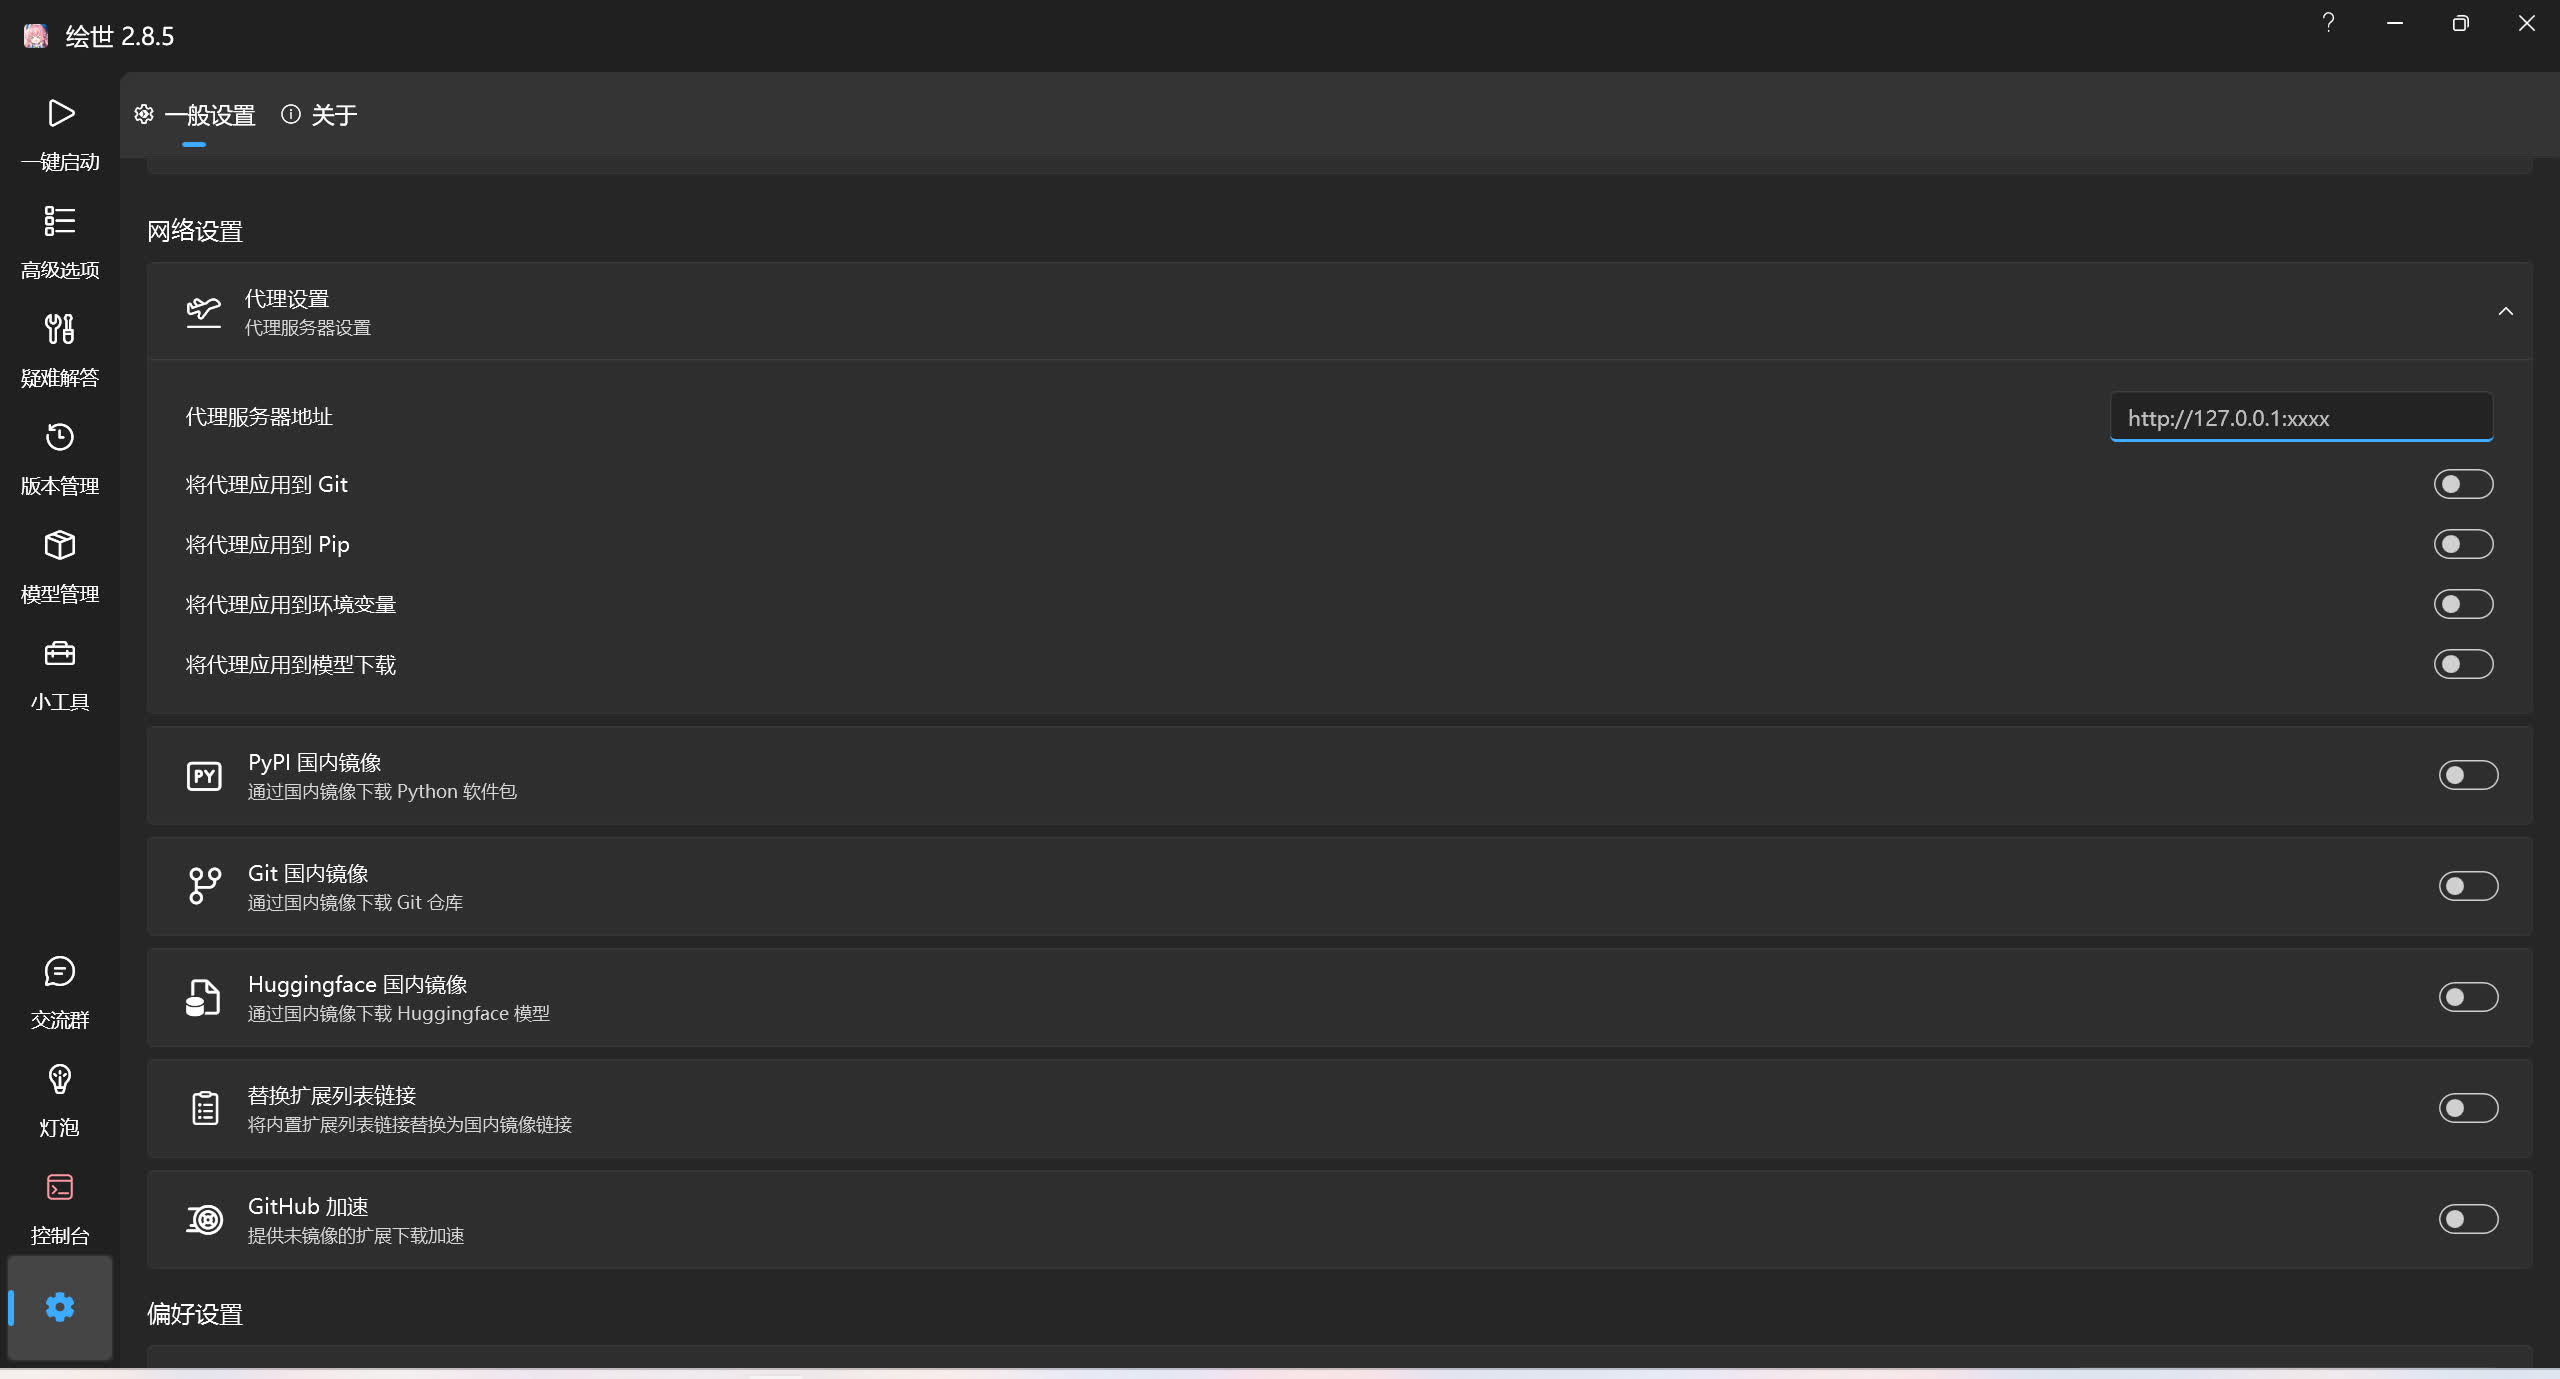 绘世 2.8.5
一键启动
高级选项
疑难解答
版本管理
模型管理
小工具
交流群
灯泡
控制台
一般设置
关于
网络设置
代理设置
代理服务器设置
代理服务器地址
http://127.0.0.1:xxxx
将代理应用到 Git
将代理应用到 Pip
将代理应用到环境变量
将代理应用到模型下载
PY
PyPI 国内镜像
通过国内镜像下载 Python 软件包
Git 国内镜像
通过国内镜像下载 Git 仓库
Huggingface 国内镜像
通过国内镜像下载 Huggingface 模型
替换扩展列表链接
将内置扩展列表链接替换为国内镜像链接
GitHub 加速
提供未镜像的扩展下载加速
偏好设置